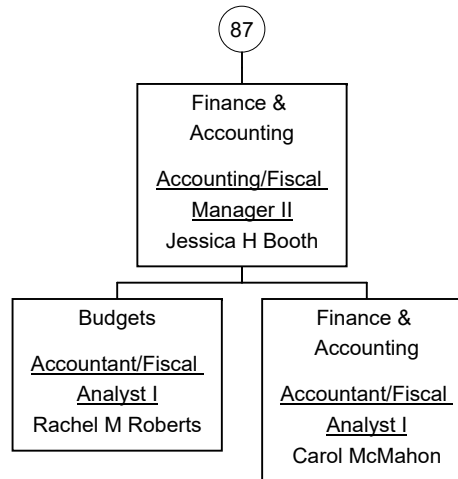 87
Finance &
Accounting
Accounting/Fiscal
Manager II
Jessica H Booth
Budgets
Accountant/Fiscal
Analyst I
Rachel M Roberts
Finance &
Accounting
Accountant/Fiscal
Analyst I
Carol McMahon